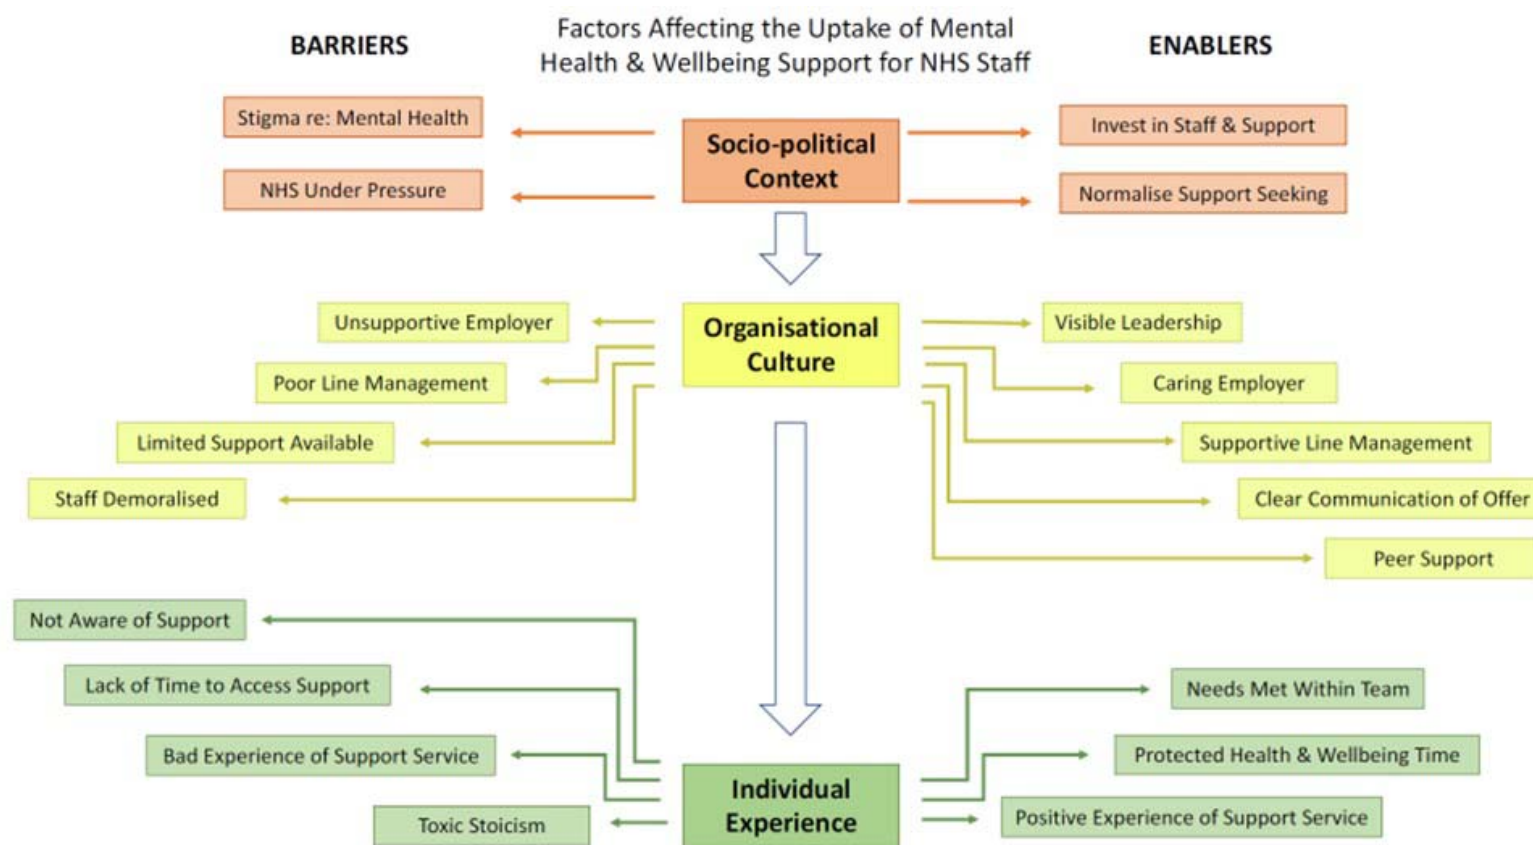 BARRIERS
Factors Affecting the Uptake of Mental
Health & Wellbeing Support for NHS Staff
ENABLERS
Stigma re: Mental Health
NHS Under Pressure
Socio-political
Context
Invest in Staff & Support
Normalise Support Seeking
Unsupportive Employer
Poor Line Management
Limited Support Available
Staff Demoralised
Organisational
Culture
Visible Leadership
Caring Employer
Supportive Line Management
Clear Communication of Offer
Peer Support
Not Aware of Support
Lack of Time to Access Support
Bad Experience of Support Service
Toxic Stoicism
Individual
Experience
Needs Met Within Team
Protected Health & Wellbeing Time
Positive Experience of Support Service